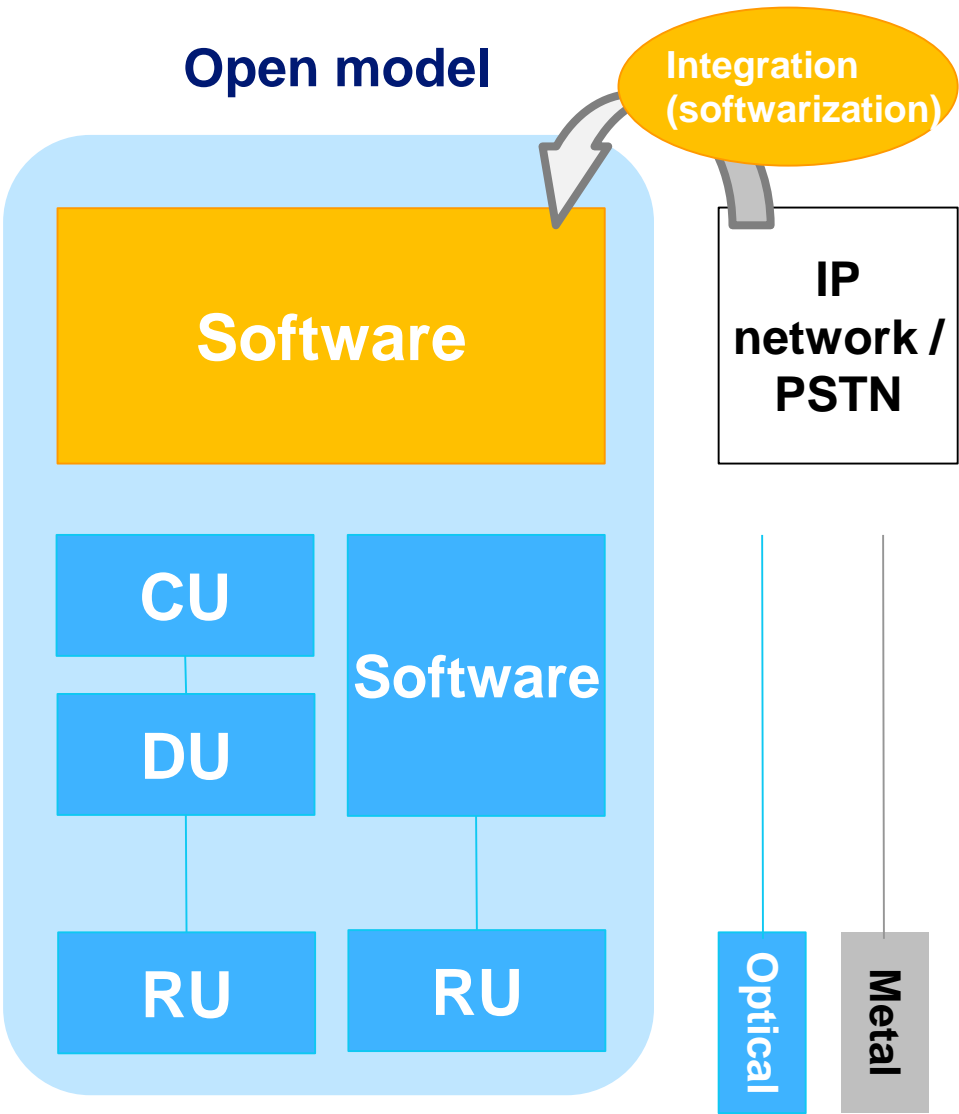 Open model
Integration
(softwarization)
Software
IP
network /
PSTN
CU
Software
DU
RU
RU
Optical
Metal